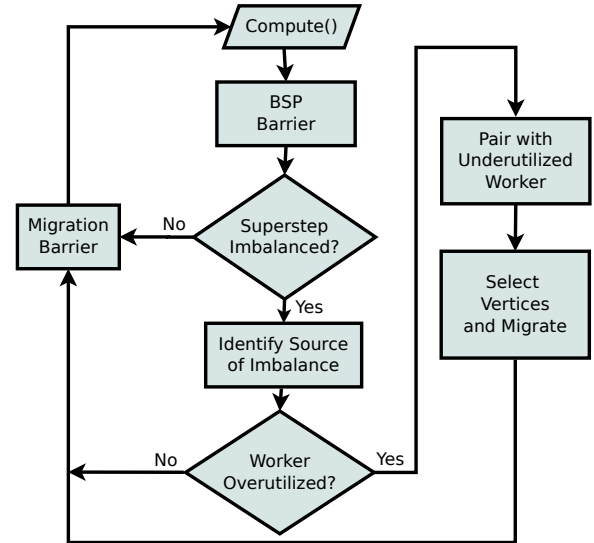 Compute()
BSP
Barrier
Pair with
Underutilized
Worker
Superstep
Imbalanced?
No
Migration
Barrier
Yes
Select
Vertices
and Migrate
Identify Source
of Imbalance
Worker
Overutilized?
No
Yes